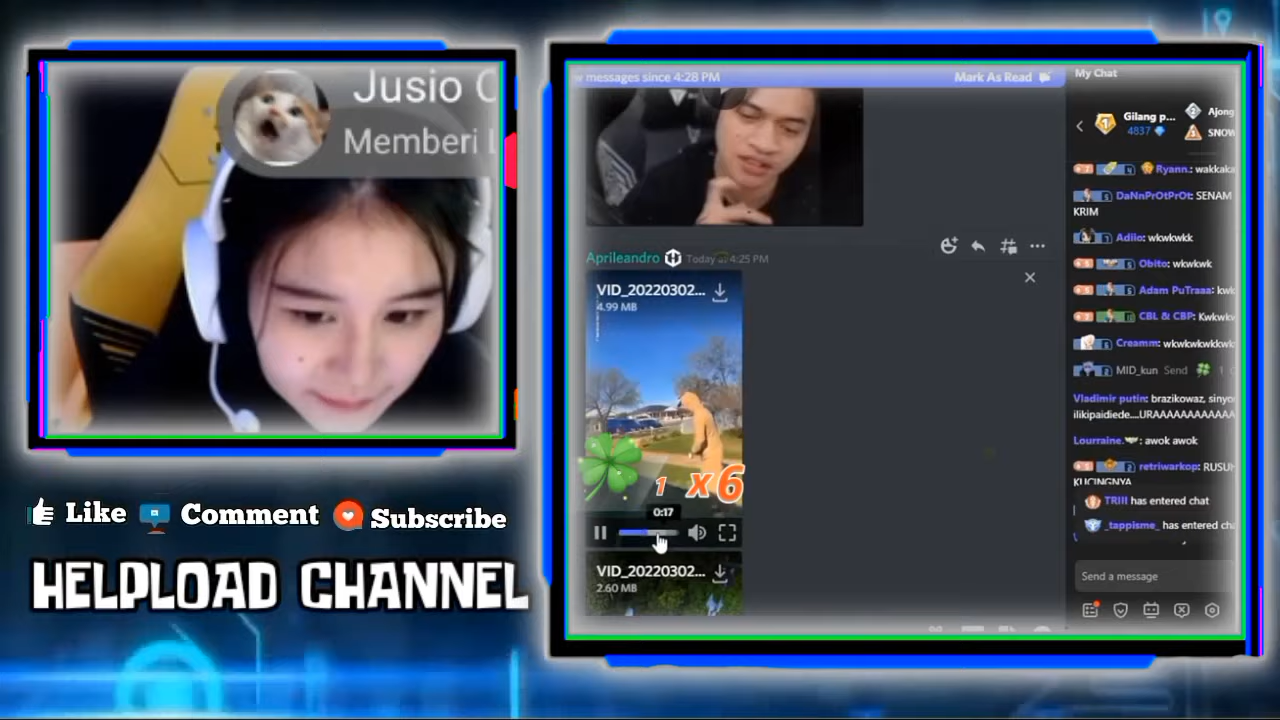 Jusio C
Memberi L
Like
Comment
Subscribe
HELPLOAD CHANNEL
messages since 4:28 PM
Mark As Read
Aprileandro
Today at 4:25 PM
VID_20220302...
4.99 MB
1 x6
0:17
VID_20220302...
2.60 MB
My Chat
Gilang p...
4837
Ajong
SNOW
Ryann.: wakkaka
DaNnPrOtPrOt: SENAM
KRIM
Adilo: wkwkwkk
Obito: wkwkwk
Adam PuTraaa: kwk
CBL & CBP: Kwkwkw
Creamm: wkwkwkwkkwk
MID_kun Send 1
Vladimir putin: brazikowaz, sinyo
ilikipaidiede....URAAAAAAAAAAA
Lourraine.: awok awok
retriwarkop: RUSUH
KUCINGNYA
TRIII has entered chat
_tappisme_ has entered cha
Send a message